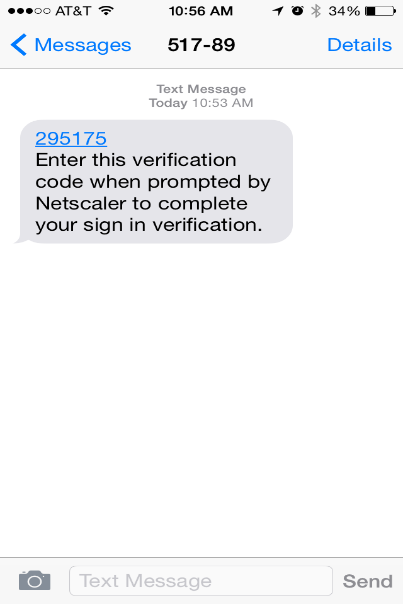 AT&T 10:56 AM 34%
Messages 517-89 Details
Text Message
Today 10:53 AM
295175
Enter this verification
code when prompted by
Netscaler to complete
your sign in verification.
Text Message Send